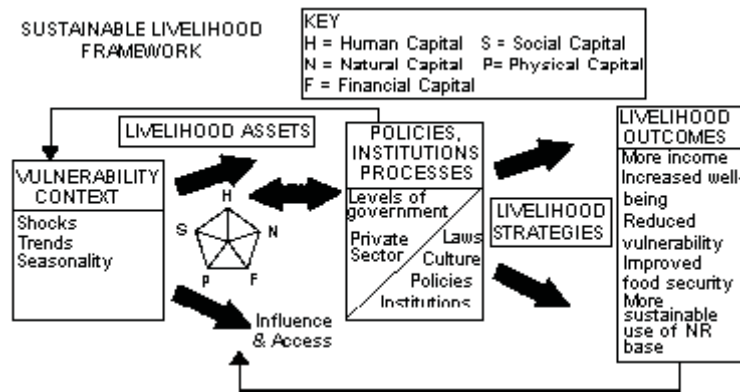 SUSTAINABLE LIVELIHOOD
FRAMEWORK
KEY
H = Human Capital S = Social Capital
N = Natural Capital P= Physical Capital
F = Financial Capital
LIVELIHOOD ASSETS
VULNERABILITY
CONTEXT
Shocks
Trends
Seasonality
H
S
N
P
F
Influence
& Access
POLICIES,
INSTITUTIONS
PROCESSES
Levels of
government
Private
Sector
Laws
Culture
Policies
Institutions
LIVELIHOOD
STRATEGIES
LIVELIHOOD
OUTCOMES
More income
Increased well-
being
Reduced
vulnerability
Improved
food security
More
sustainable
use of NR
base